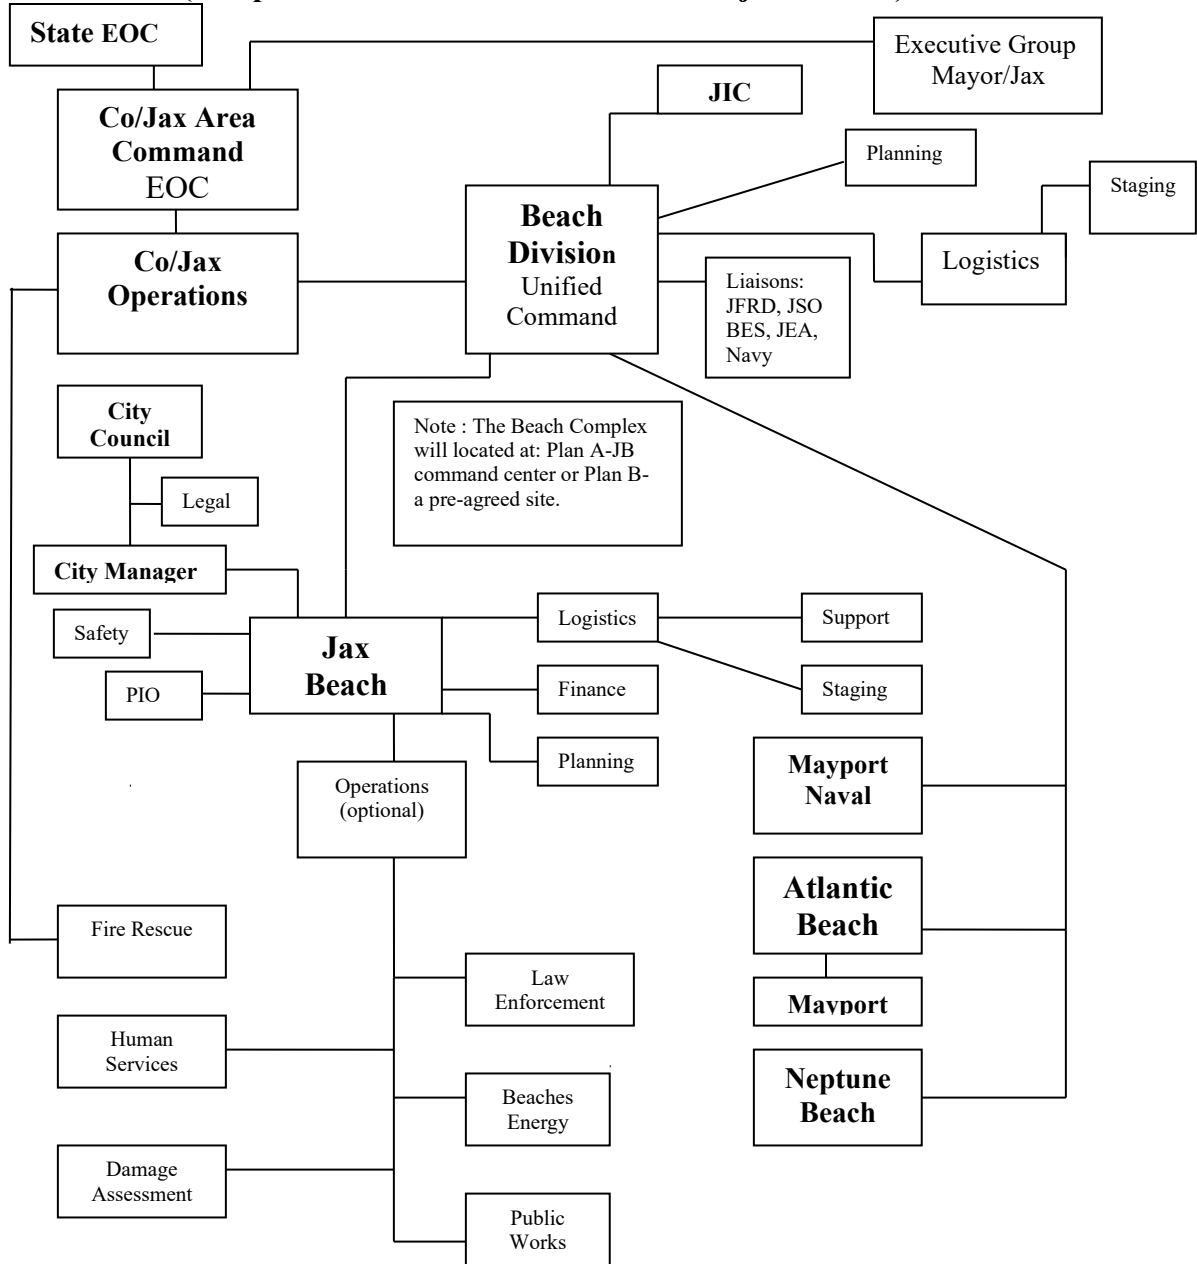 State EOC
Executive Group
Mayor/Jax
JIC
Co/Jax Area
Command
EOC
Planning
Staging
Beach
Division
Unified
Command
Co/Jax
Operations
Logistics
Liaisons:
JFRD, JSO
BES, JEA,
Navy
City
Council
Note : The Beach Complex
will located at: Plan A-JB
command center or Plan B-
a pre-agreed site.
Legal
City Manager
Safety
Jax
Beach
Logistics
Support
PIO
Finance
Staging
Planning
Mayport
Naval
Operations
(optional)
Atlantic
Beach
Fire Rescue
Law
Enforcement
Mayport
Human
Services
Neptune
Beach
Beaches
Energy
Damage
Assessment
Public
Works